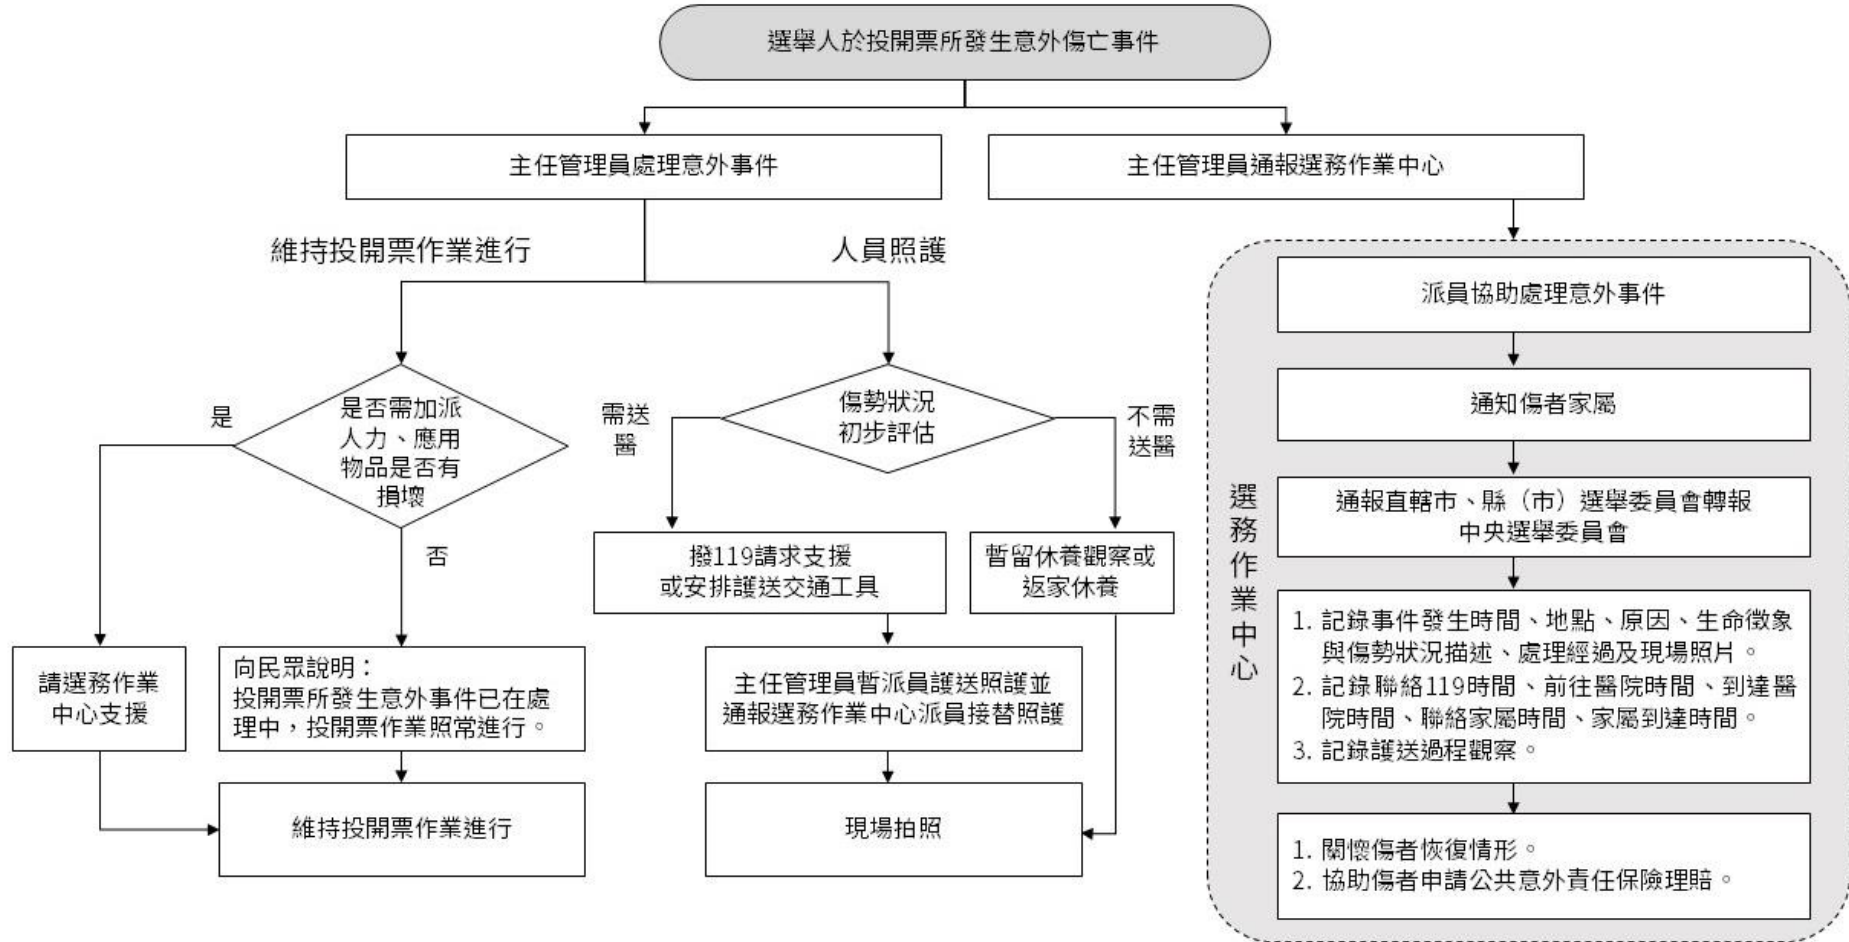 選舉人於投開票所發生意外傷亡事件
主任管理員處理意外事件
主任管理員通報選務作業中心
維持投開票作業進行
人員照護
是否需加派
人力、應用
物品是否有
損壞
是
否
請選務作業
中心支援
向民眾說明：
投開票所發生意外事件已在處
理中，投開票作業照常進行。
維持投開票作業進行
傷勢狀況
初步評估
需送
醫
不需
送醫
撥119請求支援
或安排護送交通工具
暫留休養觀察或
返家休養
主任管理員暫派員護送照護並
通報選務作業中心派員接替照護
現場拍照
選務作業中心
派員協助處理意外事件
通知傷者家屬
通報直轄市、縣（市）選舉委員會轉報
中央選舉委員會
1. 記錄事件發生時間、地點、原因、生命徵象
與傷勢狀況描述、處理經過及現場照片。
2. 記錄聯絡119時間、前往醫院時間、到達醫
院時間、聯絡家屬時間、家屬到達時間。
3. 記錄護送過程觀察。
1. 關懷傷者恢復情形。
2. 協助傷者申請公共意外責任保險理賠。